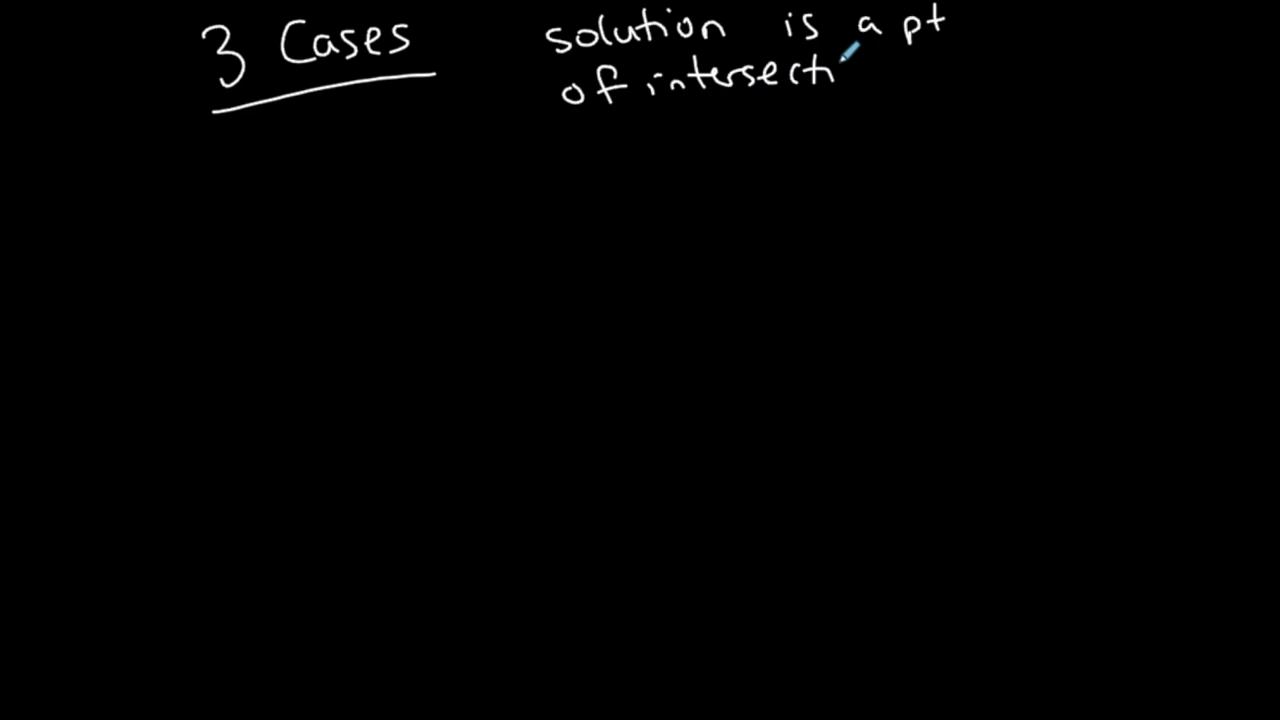 3 Cases
solution is a pt
of intersecti